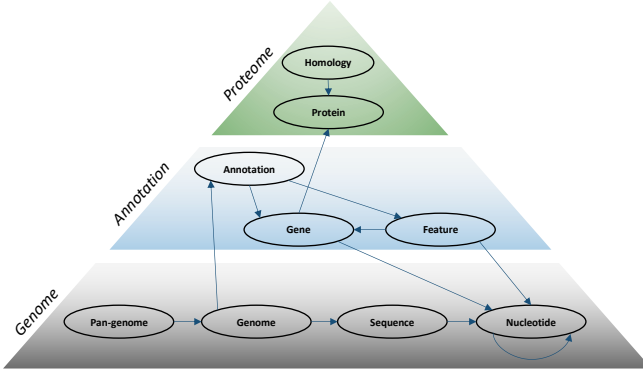 Proteome
Homology
Protein
Annotation
Annotation
Gene
Feature
Genome
Pan-genome
Genome
Sequence
Nucleotide